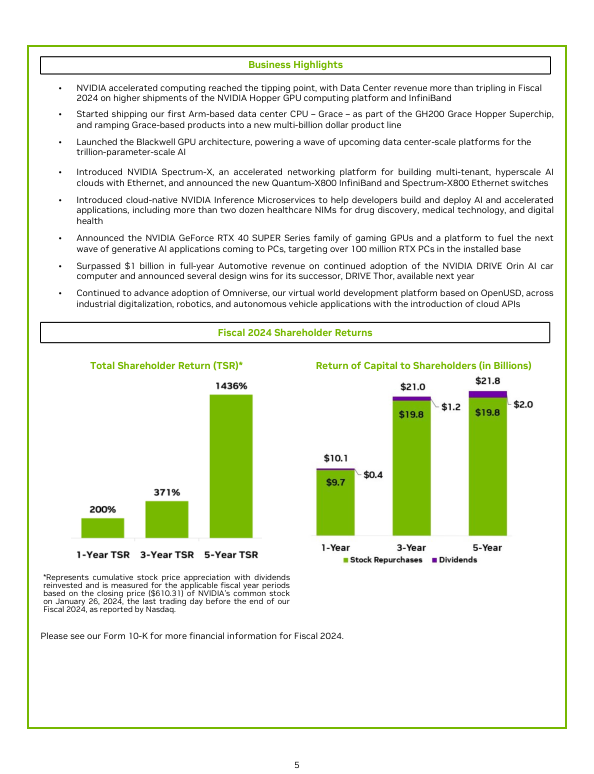 Business Highlights
• NVIDIA accelerated computing reached the tipping point, with Data Center revenue more than tripling in Fiscal
2024 on higher shipments of the NVIDIA Hopper GPU computing platform and InfiniBand
• Started shipping our first Arm-based data center CPU – Grace – as part of the GH200 Grace Hopper Superchip,
and ramping Grace-based products into a new multi-billion dollar product line
• Launched the Blackwell GPU architecture, powering a wave of upcoming data center-scale platforms for the
trillion-parameter-scale AI
• Introduced NVIDIA Spectrum-X, an accelerated networking platform for building multi-tenant, hyperscale AI
clouds with Ethernet, and announced the new Quantum-X800 InfiniBand and Spectrum-X800 Ethernet switches
• Introduced cloud-native NVIDIA Inference Microservices to help developers build and deploy AI and accelerated
applications, including more than two dozen healthcare NIMs for drug discovery, medical technology, and digital
health
• Announced the NVIDIA GeForce RTX 40 SUPER Series family of gaming GPUs and a platform to fuel the next
wave of generative AI applications coming to PCs, targeting over 100 million RTX PCs in the installed base
• Surpassed $1 billion in full-year Automotive revenue on continued adoption of the NVIDIA DRIVE Orin AI car
computer and announced several design wins for its successor, DRIVE Thor, available next year
• Continued to advance adoption of Omniverse, our virtual world development platform based on OpenUSD, across
industrial digitalization, robotics, and autonomous vehicle applications with the introduction of cloud APIs
Fiscal 2024 Shareholder Returns
Total Shareholder Return (TSR)*
1436%
371%
200%
1-Year TSR 3-Year TSR 5-Year TSR
*Represents cumulative stock price appreciation with dividends
reinvested and is measured for the applicable fiscal year periods
based on the closing price ($610.31) of NVIDIA's common stock
on January 26, 2024, the last trading day before the end of our
Fiscal 2024, as reported by Nasdaq.
Return of Capital to Shareholders (in Billions)
$21.8
$21.0
$2.0
$1.2
$19.8
$19.8
$10.1
$0.4
$9.7
1-Year 3-Year 5-Year
Stock Repurchases Dividends
Please see our Form 10-K for more financial information for Fiscal 2024.
5